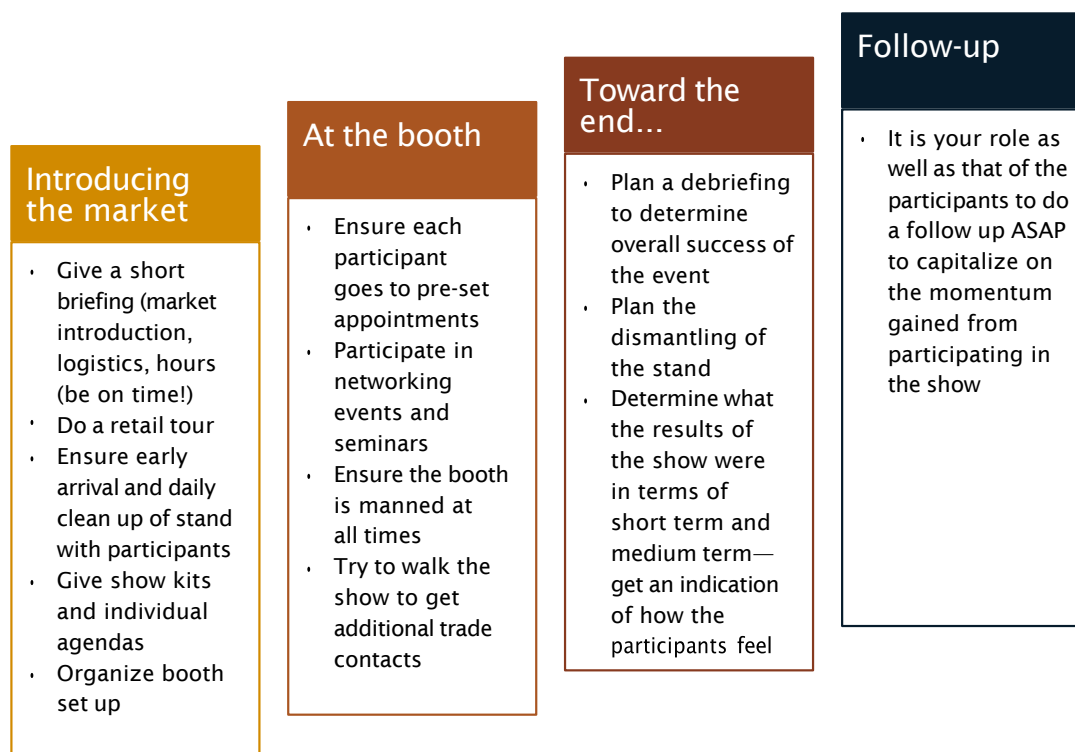 Introducing
the market
• Give a short
briefing (market
introduction,
logistics, hours
(be on time!)
• Do a retail tour
• Ensure early
arrival and daily
clean up of stand
with participants
• Give show kits
and individual
agendas
• Organize booth
set up
At the booth
• Ensure each
participant
goes to pre-set
appointments
• Participate in
networking
events and
seminars
• Ensure the booth
is manned at
all times
• Try to walk the
show to get
additional trade
contacts
Toward the
end...
• Plan a debriefing
to determine
overall success of
the event
• Plan the
dismantling of
the stand
• Determine what
the results of
the show were
in terms of
short term and
medium term—
get an indication
of how the
participants feel
Follow-up
• It is your role as
well as that of the
participants to do
a follow up ASAP
to capitalize on
the momentum
gained from
participating in
the show